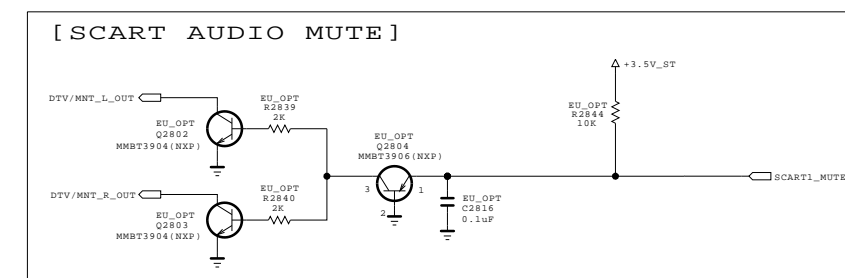 [SCART AUDIO MUTE]
+3.5V_ST
DTV/MNT_L_OUT
EU_OPT
R2839
2K
EU_OPT
Q2802
MMBT3904(NXP)
EU_OPT
R2844
10K
EU_OPT
Q2804
MMBT3906(NXP)
3
1
2
SCART1_MUTE
DTV/MNT_R_OUT
EU_OPT
R2840
2K
EU_OPT
Q2803
MMBT3904(NXP)
EU_OPT
C2816
0.1uF